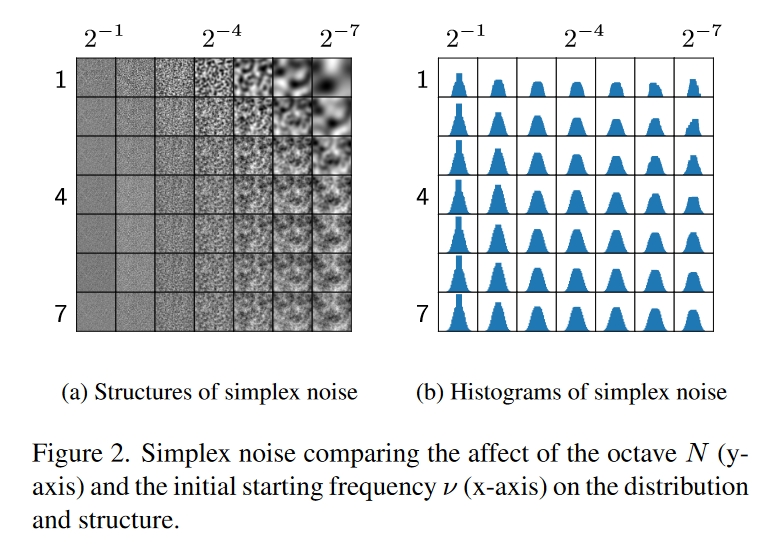 2⁻¹ 2⁻⁴ 2⁻⁷
1
4
7
2⁻¹ 2⁻⁴ 2⁻⁷
1
4
7
(a) Structures of simplex noise
(b) Histograms of simplex noise
Figure 2. Simplex noise comparing the affect of the octave N (y-
axis) and the initial starting frequency ν (x-axis) on the distribution
and structure.